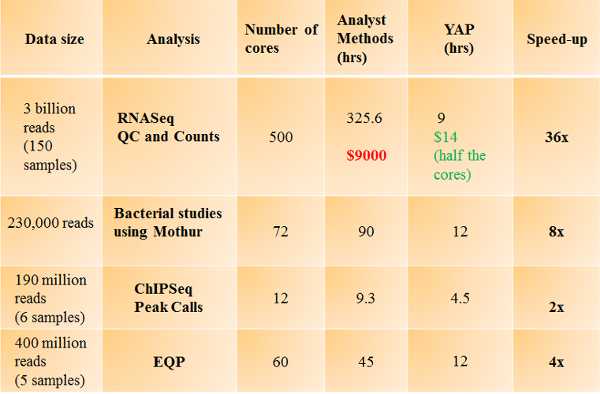 Data size
Analysis
Number of
cores
Analyst
Methods
(hrs)
YAP
(hrs)
Speed-up
3 billion
reads
(150
samples)
RNASeq
QC and Counts
500
325.6
$9000
9
$14
(half the
cores)
36x
230,000 reads
Bacterial studies
using Mothur
72
90
12
8x
190 million
reads
(6 samples)
ChIPSeq
Peak Calls
12
9.3
4.5
2x
400 million
reads
(5 samples)
EQP
60
45
12
4x